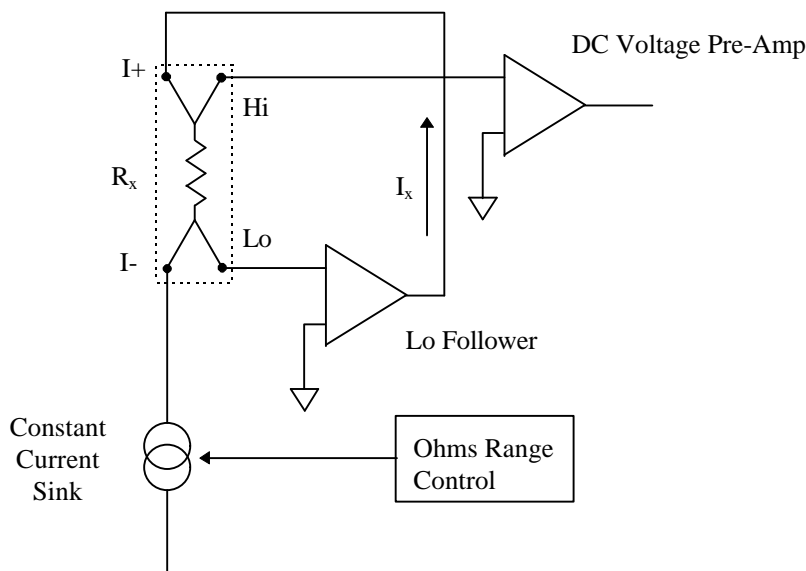 DC Voltage Pre-Amp
I+
Hi
Rx
Ix
Lo
I-
Lo Follower
Constant
Current
Sink
Ohms Range
Control